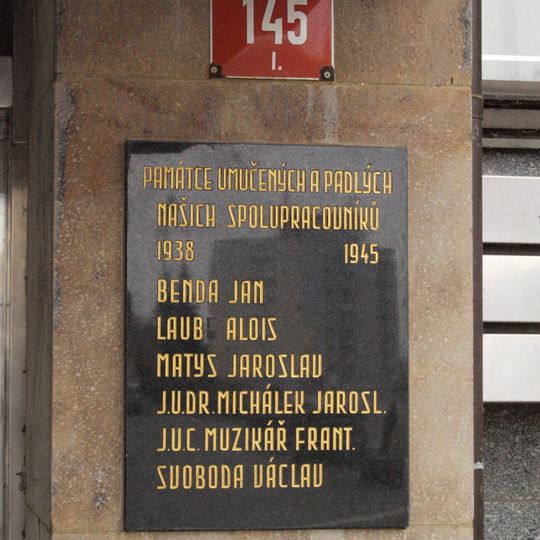 145
I.
PAMÁTCE UMUČENÝCH A PADLÝCH
NAŠICH SPOLUPRACOVNÍKŮ
1938 1945
BENDA JAN
LAUB ALOIS
MATYS JAROSLAV
J.U.DR. MICHÁLEK JAROSL.
J.U.C. MUZIKÁŘ FRANT.
SVOBODA VÁCLAV